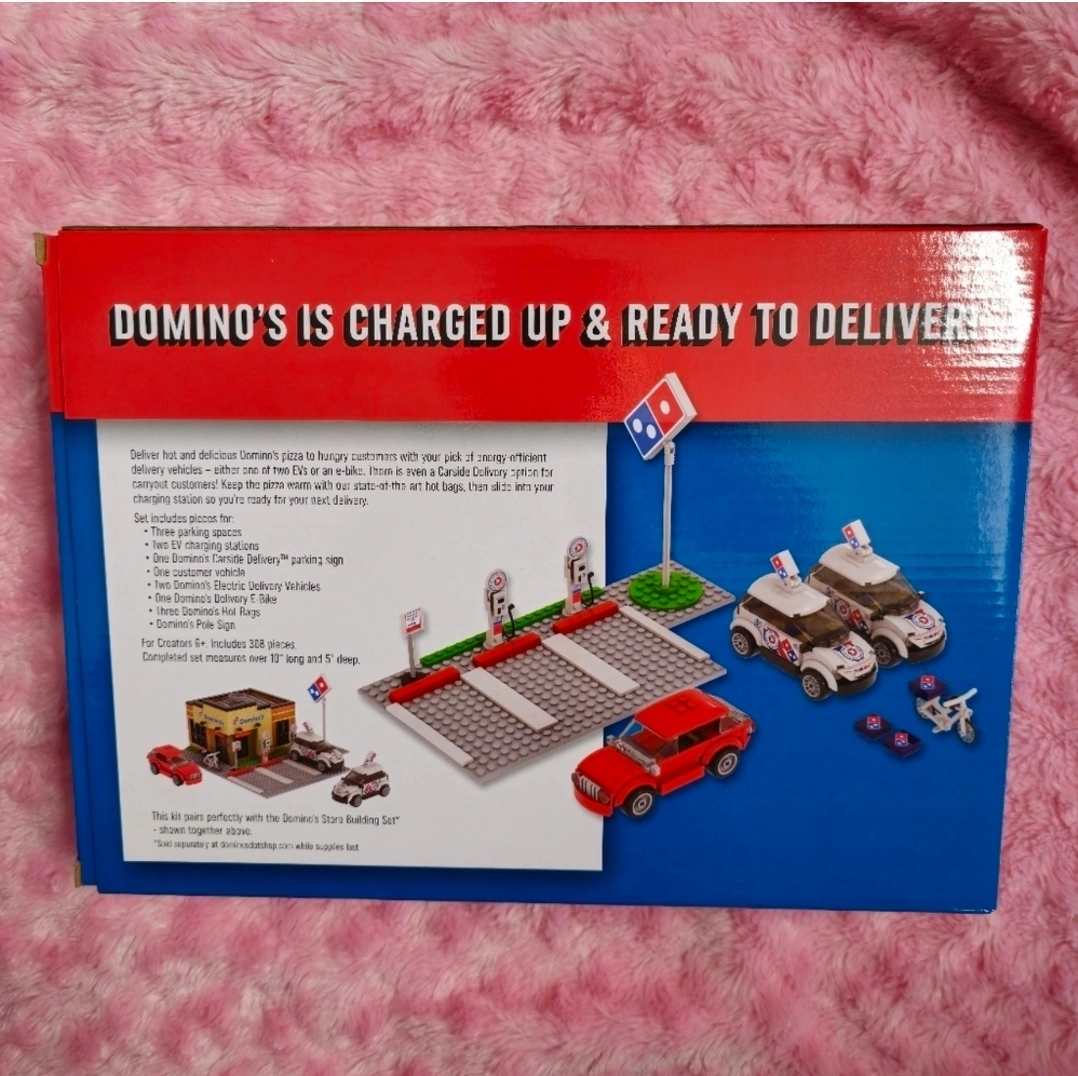 DOMINO'S IS CHARGED UP & READY TO DELIVER!
Deliver hot and delicious Domino's pizza to hungry customers with your pick of energy-efficient
delivery vehicles – either one of two EVs or an e-bike. There is even a Carside Delivery option for
carryout customers! Keep the pizza warm with our state-of-the art hot bags, then slide into your
charging station so you're ready for your next delivery.
Set includes pieces for:
• Three parking spaces
• Two EV charging stations
• One Domino's Carside Delivery™ parking sign
• One customer vehicle
• Two Domino's Electric Delivery Vehicles
• One Domino's Delivery E-Bike
• Three Domino's Hot Bags
• Domino's Pole Sign
For Creators 6+. Includes 308 pieces.
Completed set measures over 10" long and 5" deep.
Domino's
This kit pairs perfectly with the Domino's Store Building Set*
- shown together above.
*Sold separately at dominosdotshop.com while supplies last